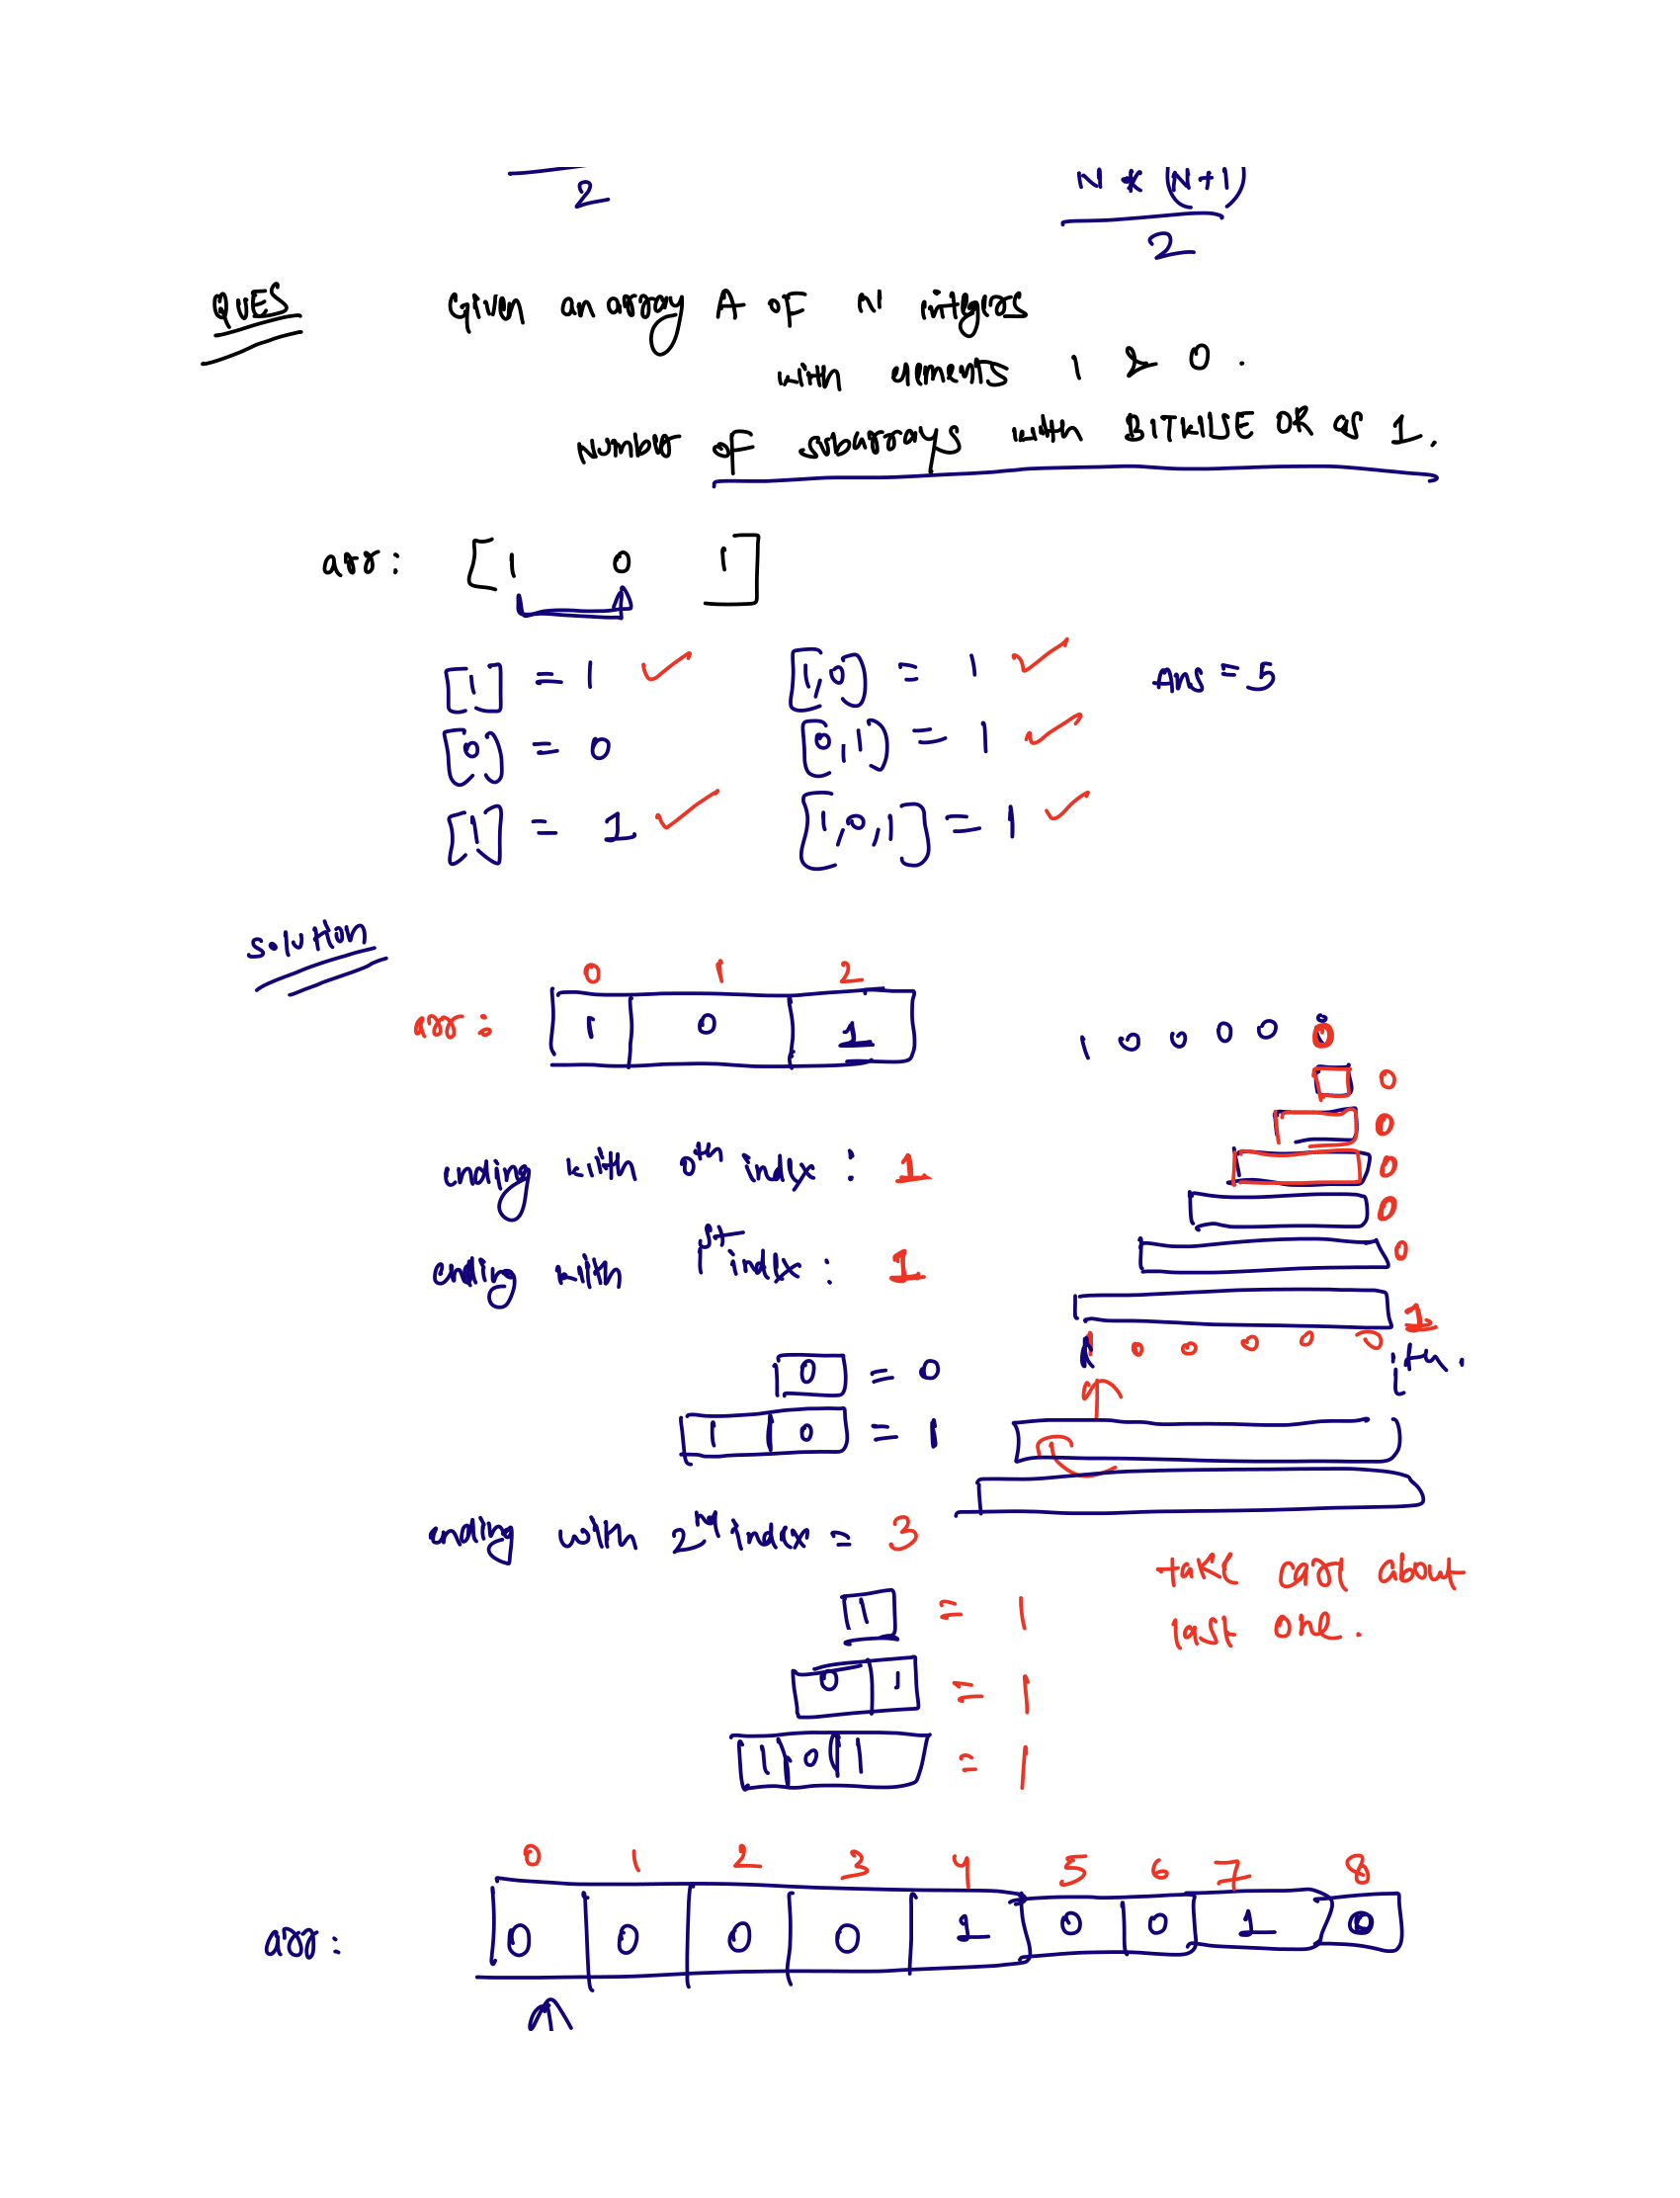 2
N * (N+1)
2
QUES Given an array A of N integers
with elements 1 & 0.
Number of subarrays with BITWISE OR as 1.
arr: [1 0 1]
[1] = 1 ✓ [1,0] = 1 ✓ Ans = 5
[0] = 0 [0,1] = 1 ✓
[1] = 1 ✓ [1,0,1] = 1 ✓
solution
0 1 2
arr: 1 0 1
1 0 0 0 0 0
0
0
ending with 0th index: 1 0
0
ending with 1st index: 1 0
1
1 0 0 0 0 0 ith.
0 = 0
1 0 = 1
1
ending with 2nd index = 3
take care about
last one.
1 = 1
0 1 = 1
1 0 1 = 1
0 1 2 3 4 5 6 7 8
arr: 0 0 0 0 1 0 0 1 0